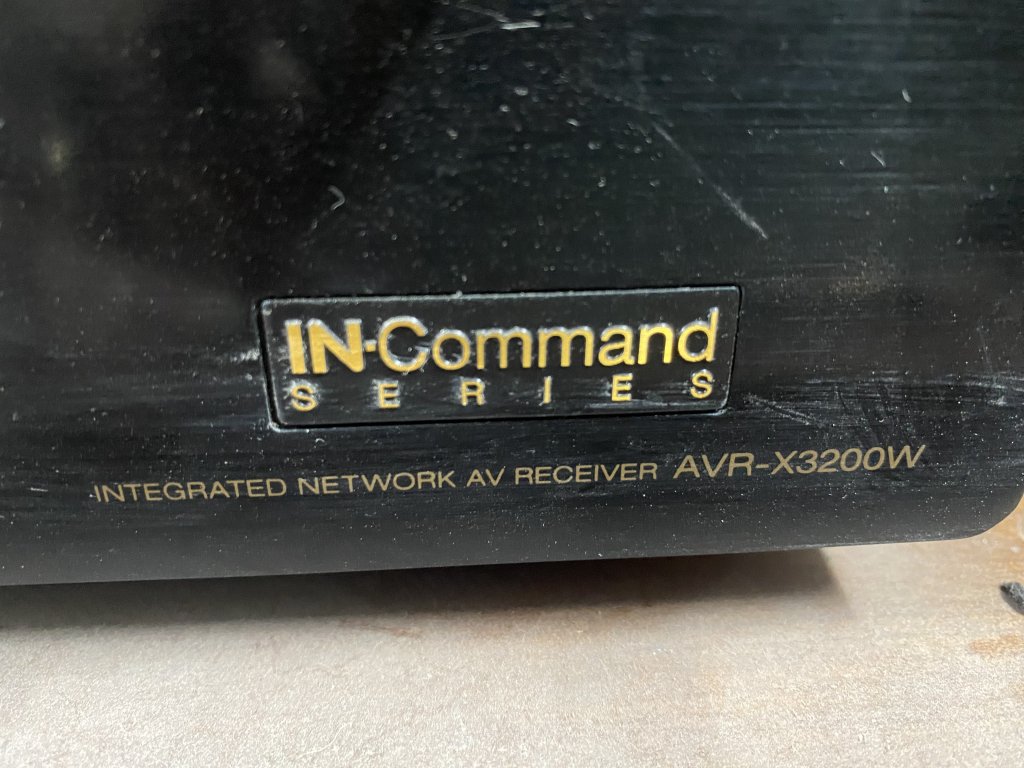 IN·Command
SERIES
INTEGRATED NETWORK AV RECEIVER AVR-X3200W